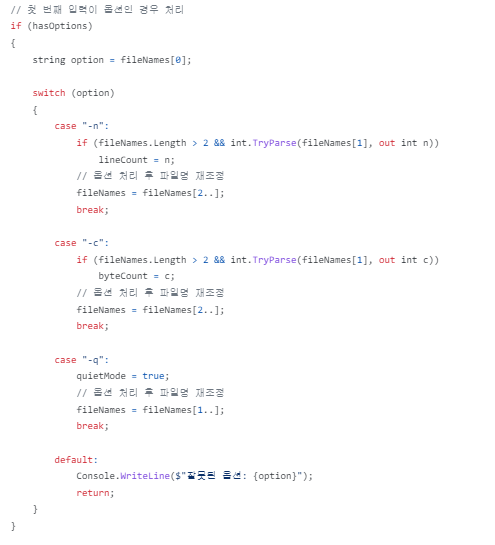 // 첫 번째 입력이 옵션인 경우 처리
if (hasOptions)
{
    string option = fileNames[0];

    switch (option)
    {
        case "-n":
            if (fileNames.Length > 2 && int.TryParse(fileNames[1], out int n))
                lineCount = n;
            // 옵션 처리 후 파일명 재조정
            fileNames = fileNames[2..];
            break;

        case "-c":
            if (fileNames.Length > 2 && int.TryParse(fileNames[1], out int c))
                byteCount = c;
            // 옵션 처리 후 파일명 재조정
            fileNames = fileNames[2..];
            break;

        case "-q":
            quietMode = true;
            // 옵션 처리 후 파일명 재조정
            fileNames = fileNames[1..];
            break;

        default:
            Console.WriteLine($"잘못된 옵션: {option}");
            return;
    }
}